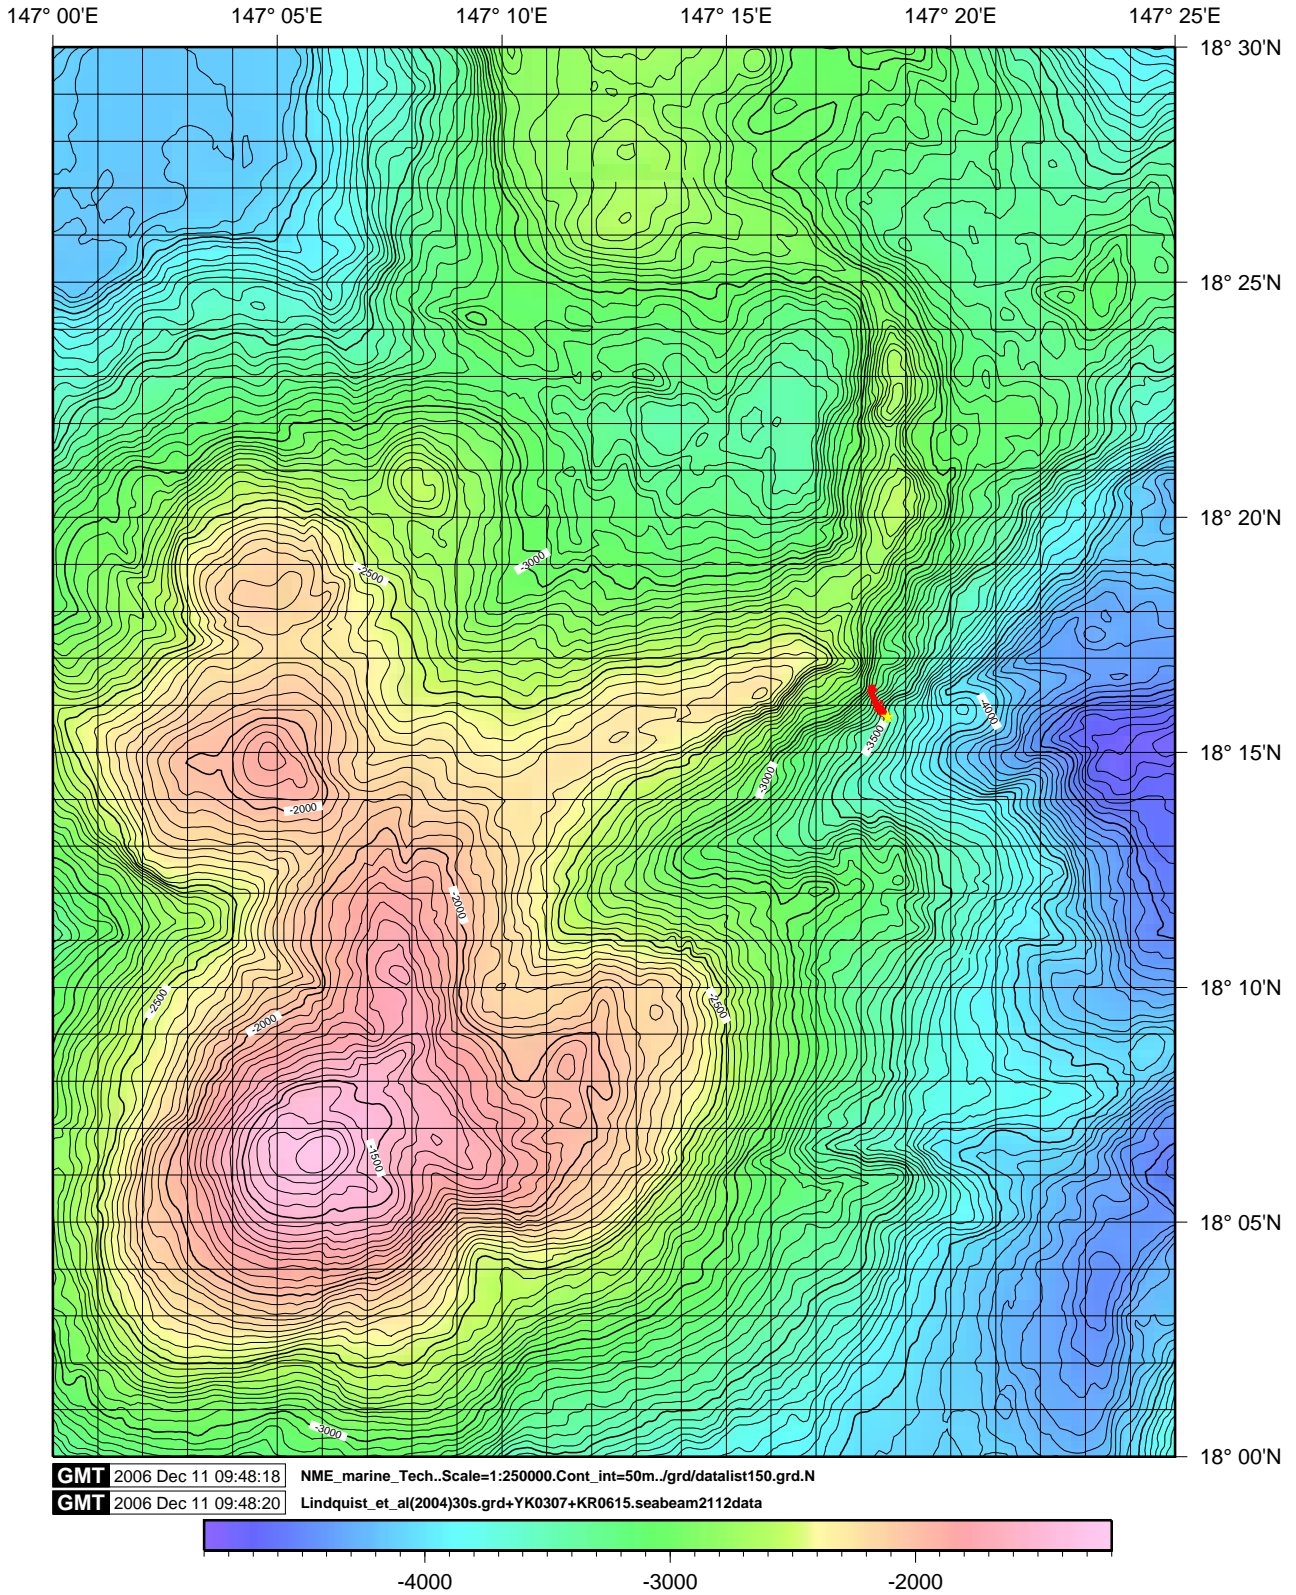 147° 00'E 147° 05'E 147° 10'E 147° 15'E 147° 20'E 147° 25'E
18° 30'N
18° 25'N
18° 20'N
-3000
-2500
-4000
-3500
18° 15'N
-3000
-2000
-2000
18° 10'N
-2500
-2500
-2000
-1500
18° 05'N
-3000
18° 00'N
GMT 2006 Dec 11 09:48:18 NME_marine_Tech..Scale=1:250000.Cont_int=50m../grd/datalist150.grd.N
GMT 2006 Dec 11 09:48:20 Lindquist_et_al(2004)30s.grd+YK0307+KR0615.seabeam2112data
-4000 -3000 -2000